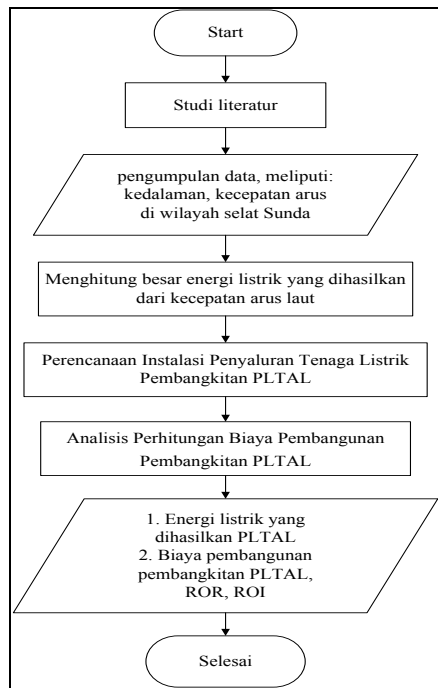 Start
Studi literatur
pengumpulan data, meliputi:
kedalaman, kecepatan arus
di wilayah selat Sunda
Menghitung besar energi listrik yang dihasilkan
dari kecepatan arus laut
Perencanaan Instalasi Penyaluran Tenaga Listrik
Pembangkitan PLTAL
Analisis Perhitungan Biaya Pembangunan
Pembangkitan PLTAL
1. Energi listrik yang
dihasilkan PLTAL
2. Biaya pembangunan
pembangkitan PLTAL,
ROR, ROI
Selesai